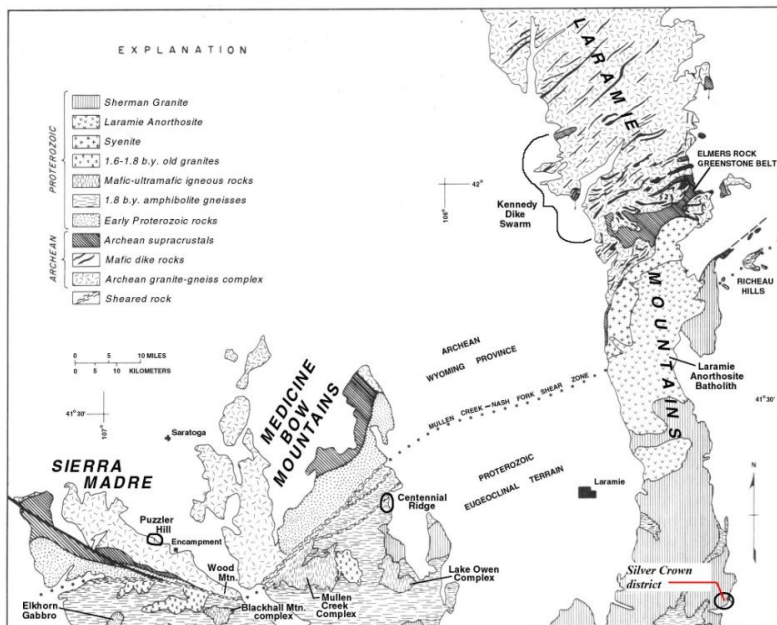 EXPLANATION
PROTEROZOIC
Sherman Granite
Laramie Anorthosite
Syenite
1.6-1.8 b.y. old granites
Mafic-ultramafic igneous rocks
1.8 b.y. amphibolite gneisses
Early Proterozoic rocks
ARCHEAN
Archean supracrustals
Mafic dike rocks
Archean granite-gneiss complex
Sheared rock
0 5 10 MILES
0 5 10 KILOMETERS
LARAMIE
MOUNTAINS
ELMERS ROCK
GREENSTONE BELT
42°
106°
Kennedy
Dike
Swarm
RICHEAU
HILLS
ARCHEAN
WYOMING PROVINCE
MULLEN CREEK–NASH FORK SHEAR ZONE
PROTEROZOIC
EUGEOCLINAL TERRAIN
Laramie
Anorthosite
Batholith
41°30'
41°30'
107°
Saratoga
MEDICINE
BOW
MOUNTAINS
SIERRA
MADRE
Puzzler
Hill
Encampment
Centennial
Ridge
Laramie
N
Wood
Mtn.
Lake Owen
Complex
Silver Crown
district
Elkhorn
Gabbro
Blackhall Mtn.
complex
Mullen
Creek
Complex